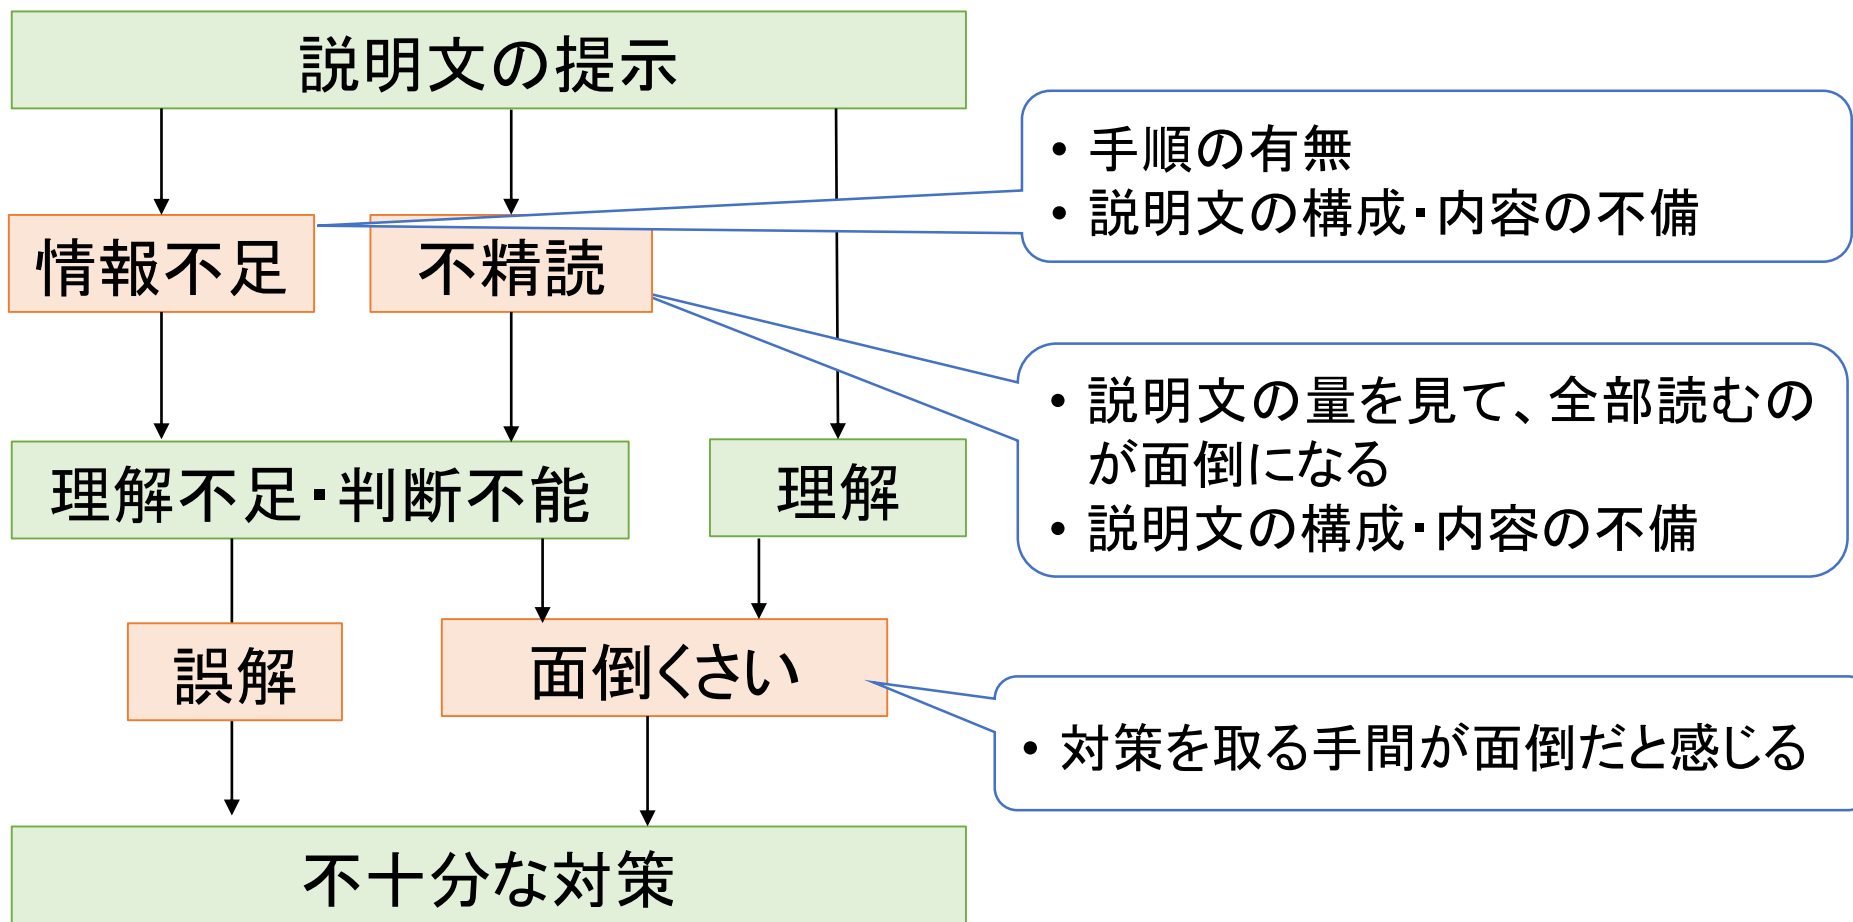 説明文の提示
• 手順の有無
• 説明文の構成・内容の不備
情報不足
不精読
• 説明文の量を見て、全部読むの
が面倒になる
• 説明文の構成・内容の不備
理解不足・判断不能
理解
誤解
面倒くさい
• 対策を取る手間が面倒だと感じる
不十分な対策